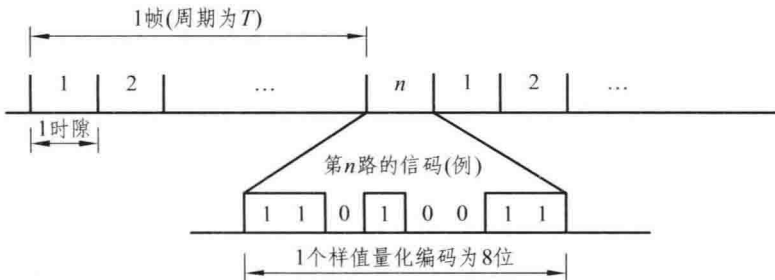 1帧(周期为T)
1 2 … n 1 2 …
1时隙
第n路的信码(例)
1 1 0 1 0 0 1 1
1个样值量化编码为8位